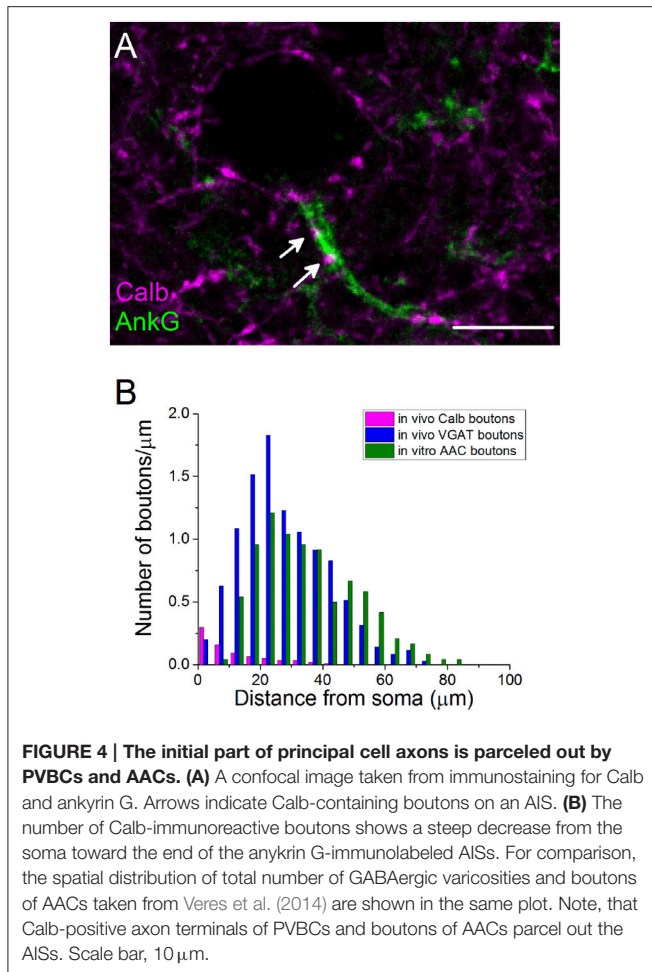 A
Calb
AnkG
B
in vivo Calb boutons
in vivo VGAT boutons
in vitro AAC boutons
Number of boutons/μm
2.0
1.5
1.0
0.5
0.0
0 20 40 60 80 100
Distance from soma (μm)
FIGURE 4 | The initial part of principal cell axons is parceled out by
PVBCs and AACs. (A) A confocal image taken from immunostaining for Calb
and ankyrin G. Arrows indicate Calb-containing boutons on an AIS. (B) The
number of Calb-immunoreactive boutons shows a steep decrease from the
soma toward the end of the anykrin G-immunolabeled AISs. For comparison,
the spatial distribution of total number of GABAergic varicosities and boutons
of AACs taken from Veres et al. (2014) are shown in the same plot. Note, that
Calb-positive axon terminals of PVBCs and boutons of AACs parcel out the
AISs. Scale bar, 10 μm.